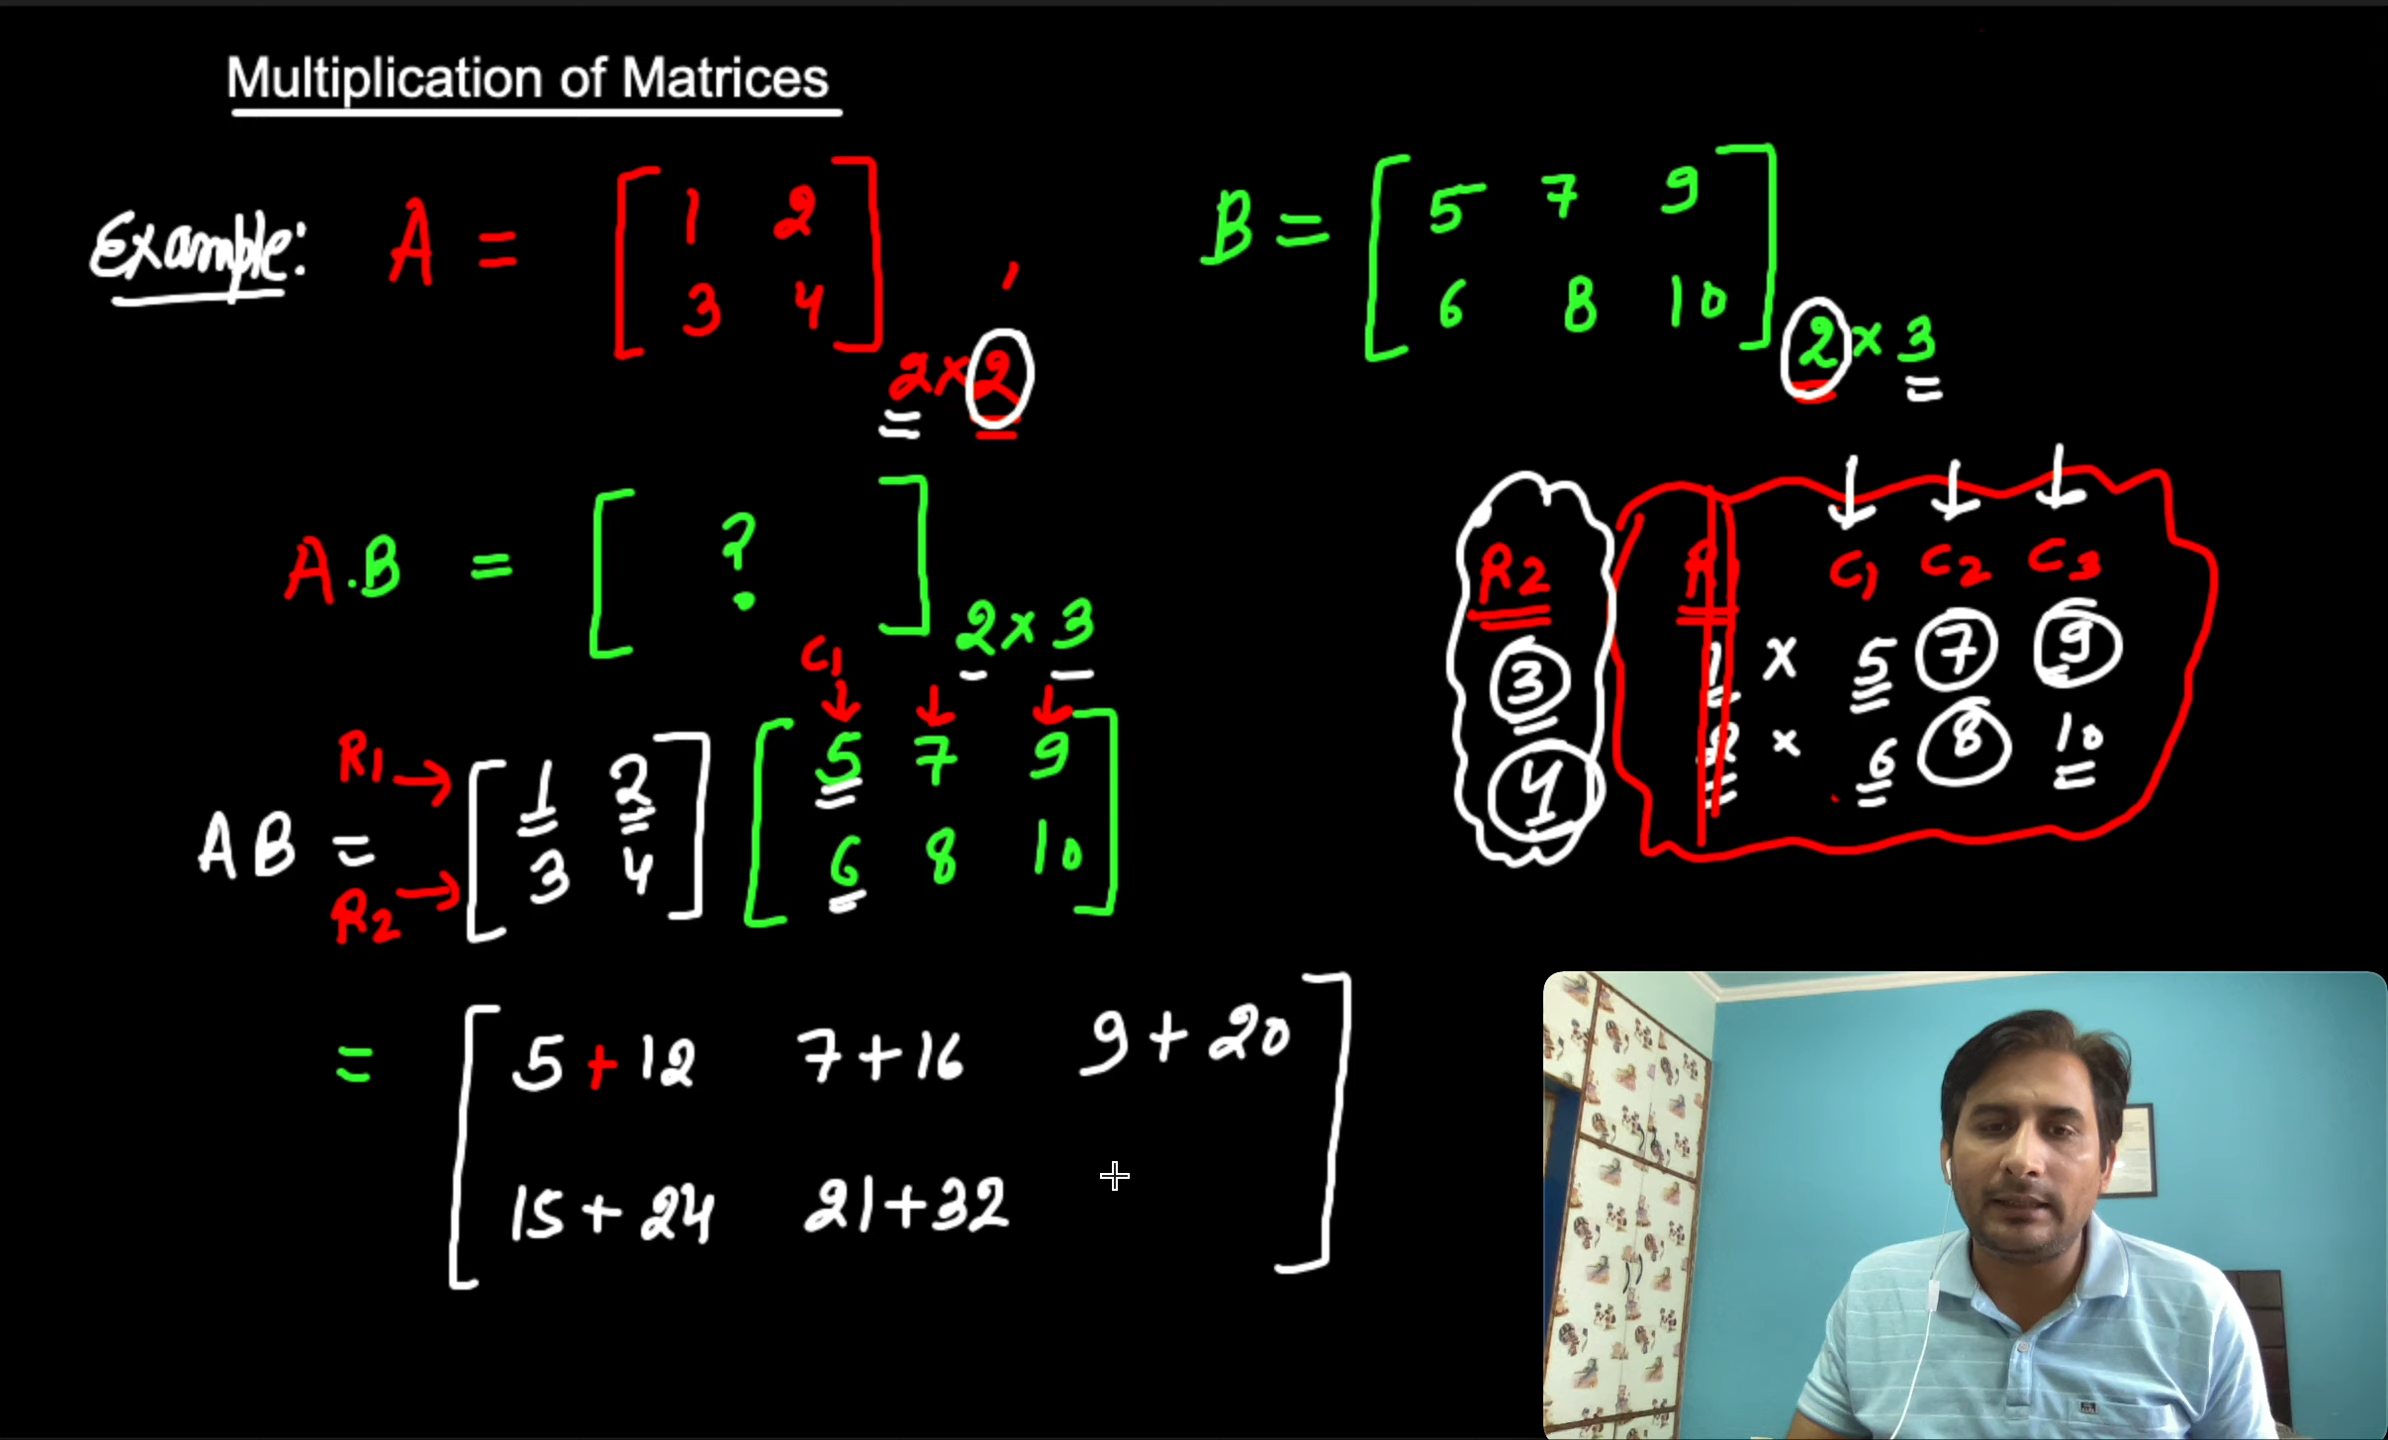 Multiplication of Matrices
Example: A = [ 1 2 , B = [ 5 7 9 ]
3 4 ] 2×2 6 8 10 ] 2×3
A.B = [ ? ] 2×3
R2 R C1 C2 C3
3 1 × 5 7 9
4 2 × 6 8 10
C1
R1 → [ 1 2 ] [ 5 7 9 ]
AB =
R2 → [ 3 4 ] [ 6 8 10 ]
= [ 5+12 7+16 9+20 ]
15+24 21+32